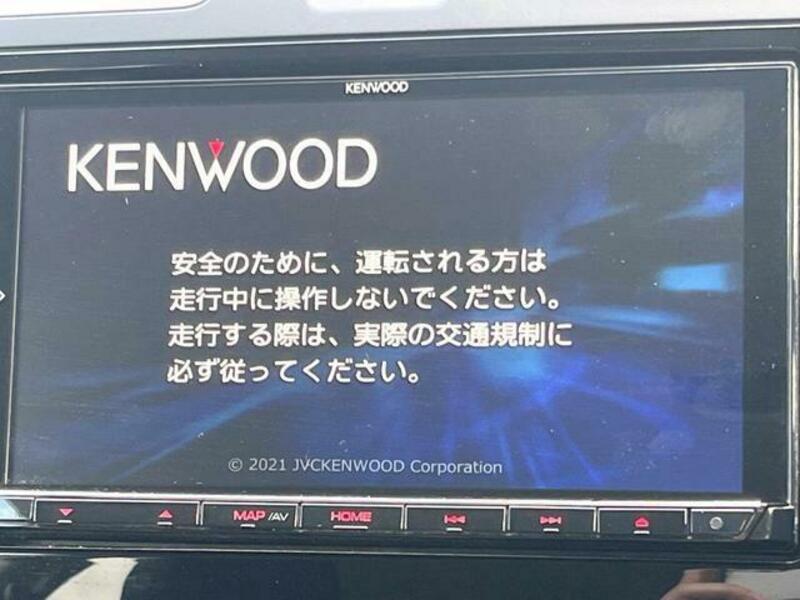 KENWOOD
KENWOOD
安全のために、運転される方は
走行中に操作しないでください。
走行する際は、実際の交通規制に
必ず従ってください。
© 2021 JVCKENWOOD Corporation
MAP/AV HOME